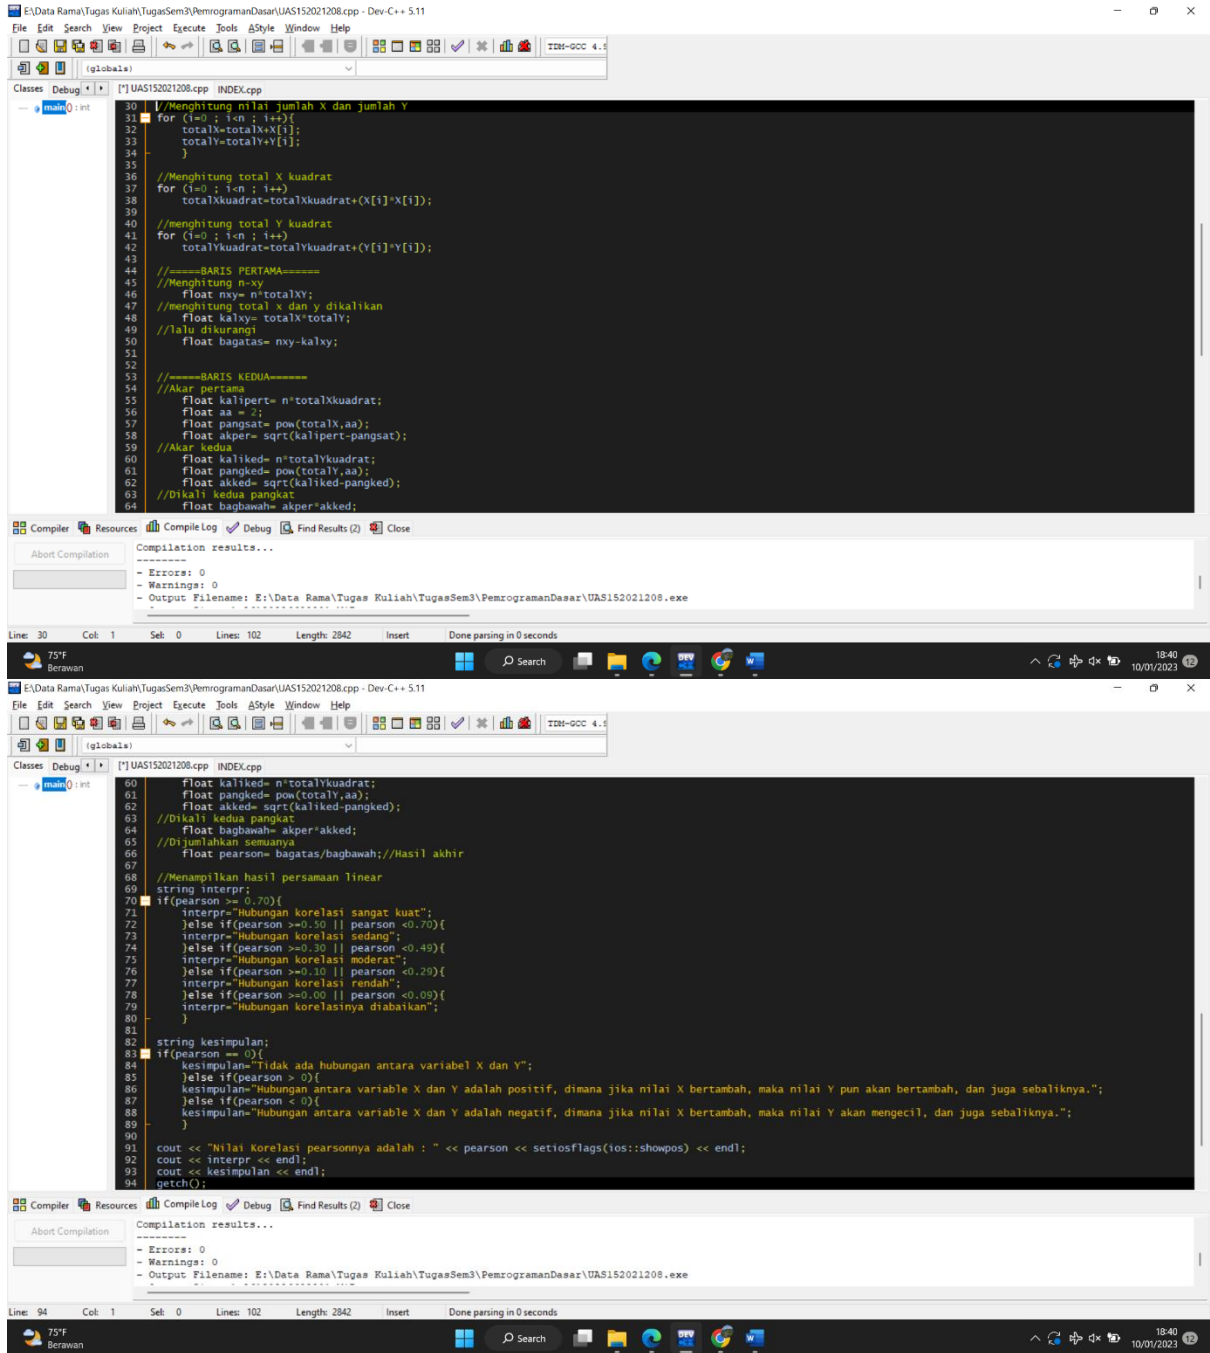 E:\Data Rama\Tugas Kuliah\TugasSem3\PemrogramanDasar\UAS152021208.cpp - Dev-C++ 5.11
File Edit Search View Project Execute Tools AStyle Window Help
TDM-GCC 4.9
(globals)
Classes Debug [*] UAS152021208.cpp INDEX.cpp
main() : int
30 //Menghitung nilai jumlah X dan jumlah Y
31 for (i=0 ; i<n ; i++){
32 totalX=totalX+X[i];
33 totalY=totalY+Y[i];
34 }
35
36 //Menghitung total X kuadrat
37 for (i=0 ; i<n ; i++)
38 totalXkuadrat=totalXkuadrat+(X[i]*X[i]);
39
40 //menghitung total Y kuadrat
41 for (i=0 ; i<n ; i++)
42 totalYkuadrat=totalYkuadrat+(Y[i]*Y[i]);
43
44 //=====BARIS PERTAMA======
45 //Menghitung n-xy
46 float nxy= n*totalXY;
47 //menghitung total x dan y dikalikan
48 float kalxy= totalX*totalY;
49 //lalu dikurangi
50 float bagatas= nxy-kalxy;
51
52
53 //=====BARIS KEDUA======
54 //Akar pertama
55 float kalipert= n*totalXkuadrat;
56 float aa = 2;
57 float pangsat= pow(totalX,aa);
58 float akper= sqrt(kalipert-pangsat);
59 //Akar kedua
60 float kaliked= n*totalYkuadrat;
61 float pangked= pow(totalY,aa);
62 float akked= sqrt(kaliked-pangked);
63 //Dikali kedua pangkat
64 float bagbawah= akper*akked;
Compiler Resources Compile Log Debug Find Results (2) Close
Abort Compilation
Compilation results...
--------
- Errors: 0
- Warnings: 0
- Output Filename: E:\Data Rama\Tugas Kuliah\TugasSem3\PemrogramanDasar\UAS152021208.exe
Line: 30 Col: 1 Sel: 0 Lines: 102 Length: 2842 Insert Done parsing in 0 seconds
75°F
Berawan
Search
18:40
10/01/2023
12
E:\Data Rama\Tugas Kuliah\TugasSem3\PemrogramanDasar\UAS152021208.cpp - Dev-C++ 5.11
File Edit Search View Project Execute Tools AStyle Window Help
TDM-GCC 4.9
(globals)
Classes Debug [*] UAS152021208.cpp INDEX.cpp
main() : int
60 float kaliked= n*totalYkuadrat;
61 float pangked= pow(totalY,aa);
62 float akked= sqrt(kaliked-pangked);
63 //Dikali kedua pangkat
64 float bagbawah= akper*akked;
65 //Dijumlahkan semuanya
66 float pearson= bagatas/bagbawah;//Hasil akhir
67
68 //Menampilkan hasil persamaan linear
69 string interpr;
70 if(pearson >= 0.70){
71 interpr="Hubungan korelasi sangat kuat";
72 }else if(pearson >=0.50 || pearson <0.70){
73 interpr="Hubungan korelasi sedang";
74 }else if(pearson >=0.30 || pearson <0.49){
75 interpr="Hubungan korelasi moderat";
76 }else if(pearson >=0.10 || pearson <0.29){
77 interpr="Hubungan korelasi rendah";
78 }else if(pearson >=0.00 || pearson <0.09){
79 interpr="Hubungan korelasinya diabaikan";
80 }
81
82 string kesimpulan;
83 if(pearson == 0){
84 kesimpulan="Tidak ada hubungan antara variabel X dan Y";
85 }else if(pearson > 0){
86 kesimpulan="Hubungan antara variable X dan Y adalah positif, dimana jika nilai X bertambah, maka nilai Y pun akan bertambah, dan juga sebaliknya.";
87 }else if(pearson < 0){
88 kesimpulan="Hubungan antara variable X dan Y adalah negatif, dimana jika nilai X bertambah, maka nilai Y akan mengecil, dan juga sebaliknya.";
89 }
90
91 cout << "Nilai Korelasi pearsonnya adalah : " << pearson << setiosflags(ios::showpos) << endl;
92 cout << interpr << endl;
93 cout << kesimpulan << endl;
94 getch();
Compiler Resources Compile Log Debug Find Results (2) Close
Abort Compilation
Compilation results...
--------
- Errors: 0
- Warnings: 0
- Output Filename: E:\Data Rama\Tugas Kuliah\TugasSem3\PemrogramanDasar\UAS152021208.exe
Line: 94 Col: 1 Sel: 0 Lines: 102 Length: 2842 Insert Done parsing in 0 seconds
75°F
Berawan
Search
18:40
10/01/2023
12